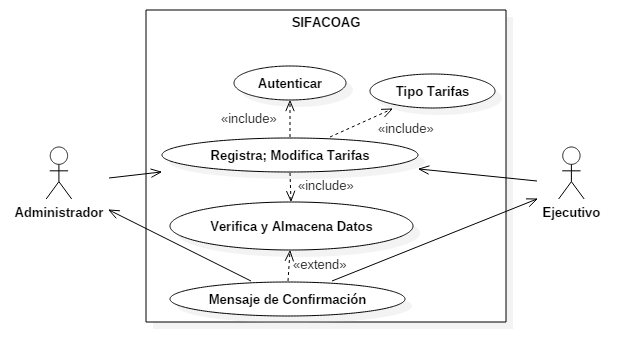 SIFACOAG
Autenticar
Tipo Tarifas
«include»
«include»
Registra; Modifica Tarifas
«include»
Administrador
Ejecutivo
Verifica y Almacena Datos
«extend»
Mensaje de Confirmación